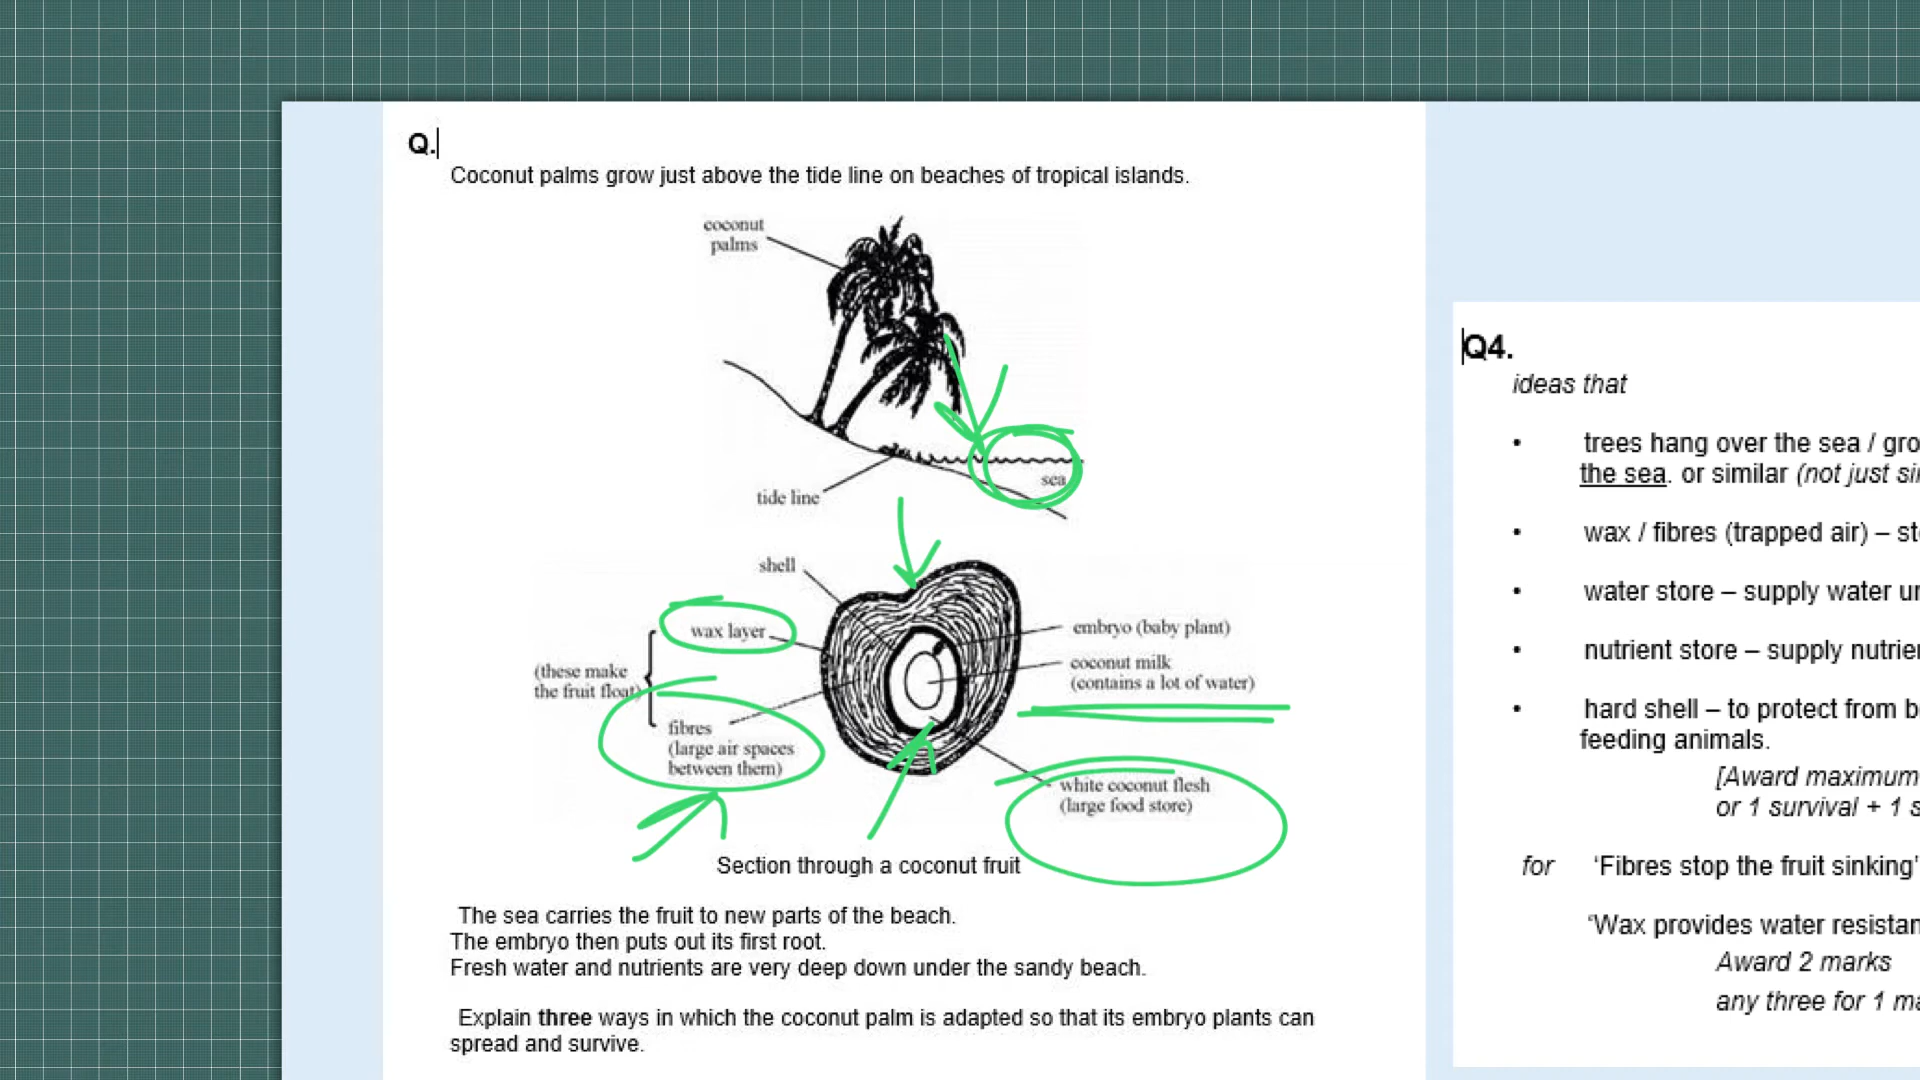 Q.
Coconut palms grow just above the tide line on beaches of tropical islands.
coconut
palms
sea
tide line
shell
wax layer
embryo (baby plant)
coconut milk
(contains a lot of water)
(these make
the fruit float)
fibres
(large air spaces
between them)
white coconut flesh
(large food store)
Section through a coconut fruit
The sea carries the fruit to new parts of the beach.
The embryo then puts out its first root.
Fresh water and nutrients are very deep down under the sandy beach.
Explain three ways in which the coconut palm is adapted so that its embryo plants can
spread and survive.
Q4.
ideas that
• trees hang over the sea / gro
the sea. or similar (not just si
• wax / fibres (trapped air) – st
• water store – supply water u
• nutrient store – supply nutrie
• hard shell – to protect from b
feeding animals.
[Award maximum
or 1 survival + 1 s
for 'Fibres stop the fruit sinking'
'Wax provides water resistan
Award 2 marks
any three for 1 ma